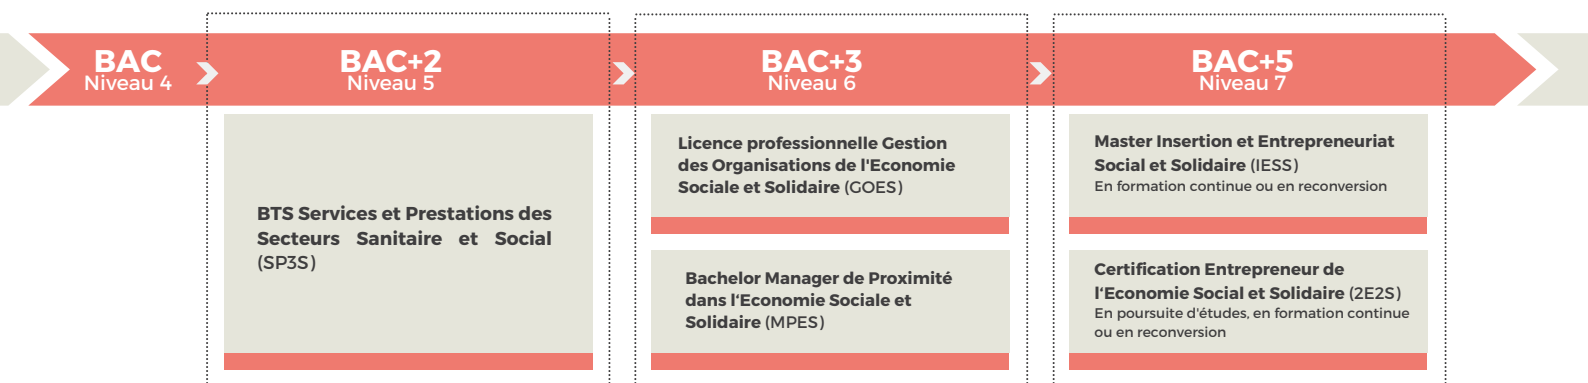 BAC
Niveau 4
BAC+2
Niveau 5
BAC+3
Niveau 6
BAC+5
Niveau 7
BTS Services et Prestations des
Secteurs Sanitaire et Social
(SP3S)
Licence professionnelle Gestion
des Organisations de l'Economie
Sociale et Solidaire (GOES)
Bachelor Manager de Proximité
dans l‘Economie Sociale et
Solidaire (MPES)
Master Insertion et Entrepreneuriat
Social et Solidaire (IESS)
En formation continue ou en reconversion
Certification Entrepreneur de
l‘Economie Social et Solidaire (2E2S)
En poursuite d'études, en formation continue
ou en reconversion